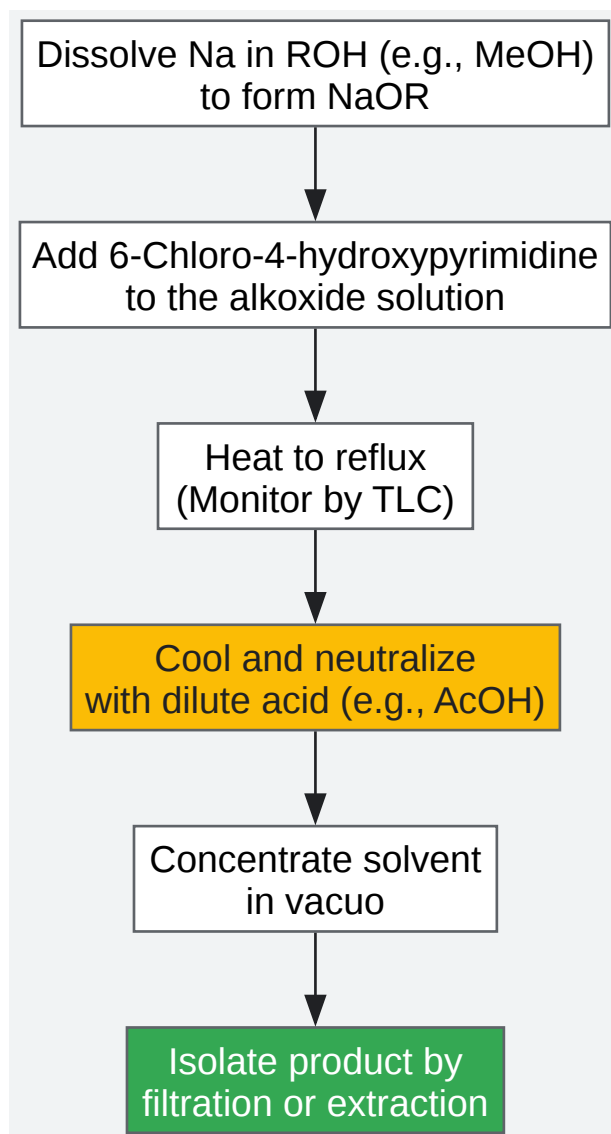 Dissolve Na in ROH (e.g., MeOH)
to form NaOR
Add 6-Chloro-4-hydroxypyrimidine
to the alkoxide solution
Heat to reflux
(Monitor by TLC)
Cool and neutralize
with dilute acid (e.g., AcOH)
Concentrate solvent
in vacuo
Isolate product by
filtration or extraction